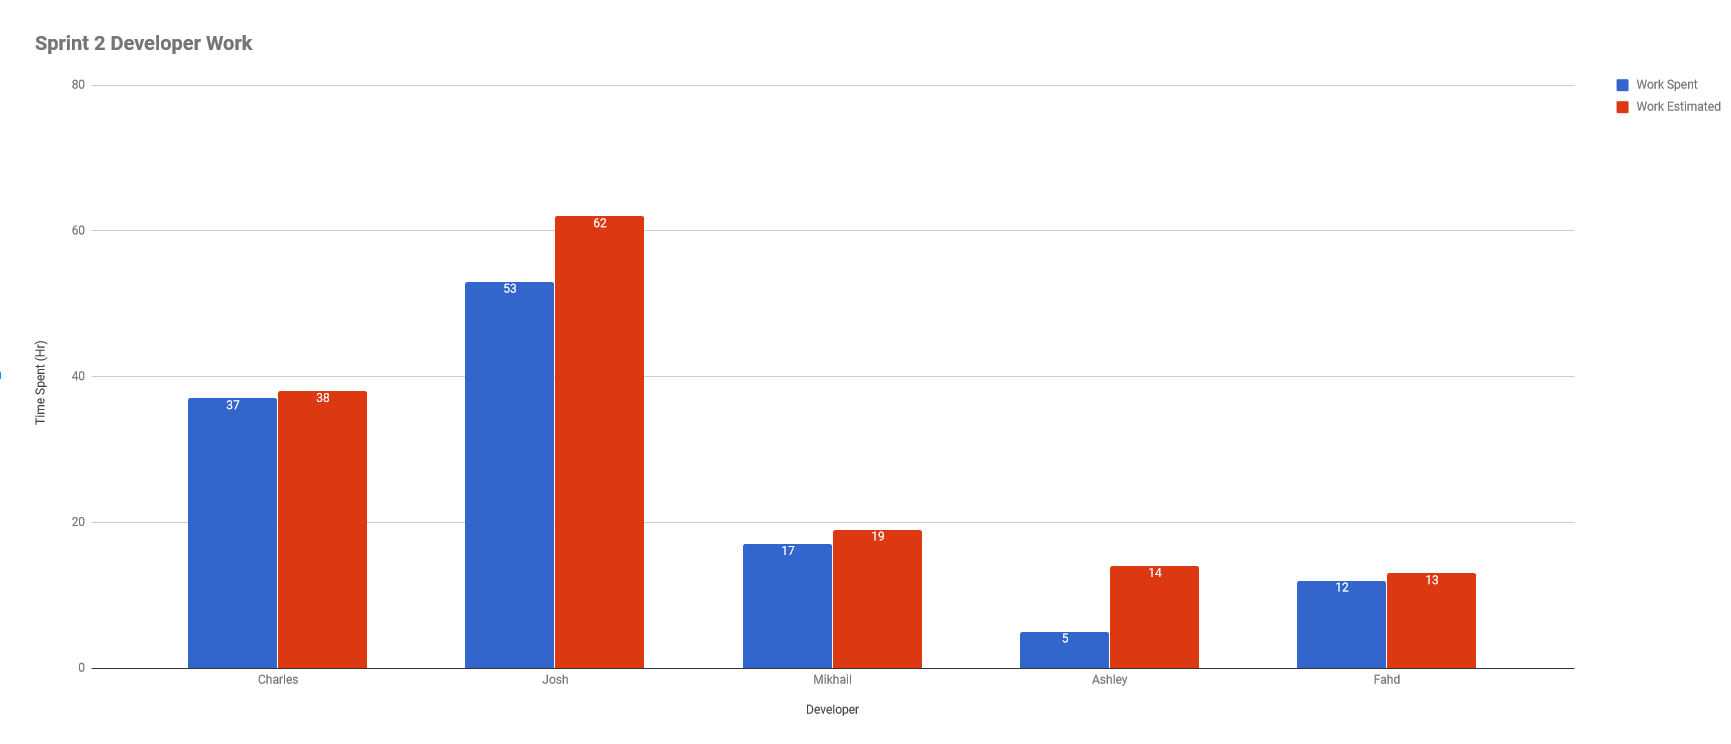 Sprint 2 Developer Work
Work Spent
Work Estimated
80
60
40
20
0
Time Spent (Hr)
37
38
53
62
17
19
5
14
12
13
Charles
Josh
Mikhail
Ashley
Fahd
Developer